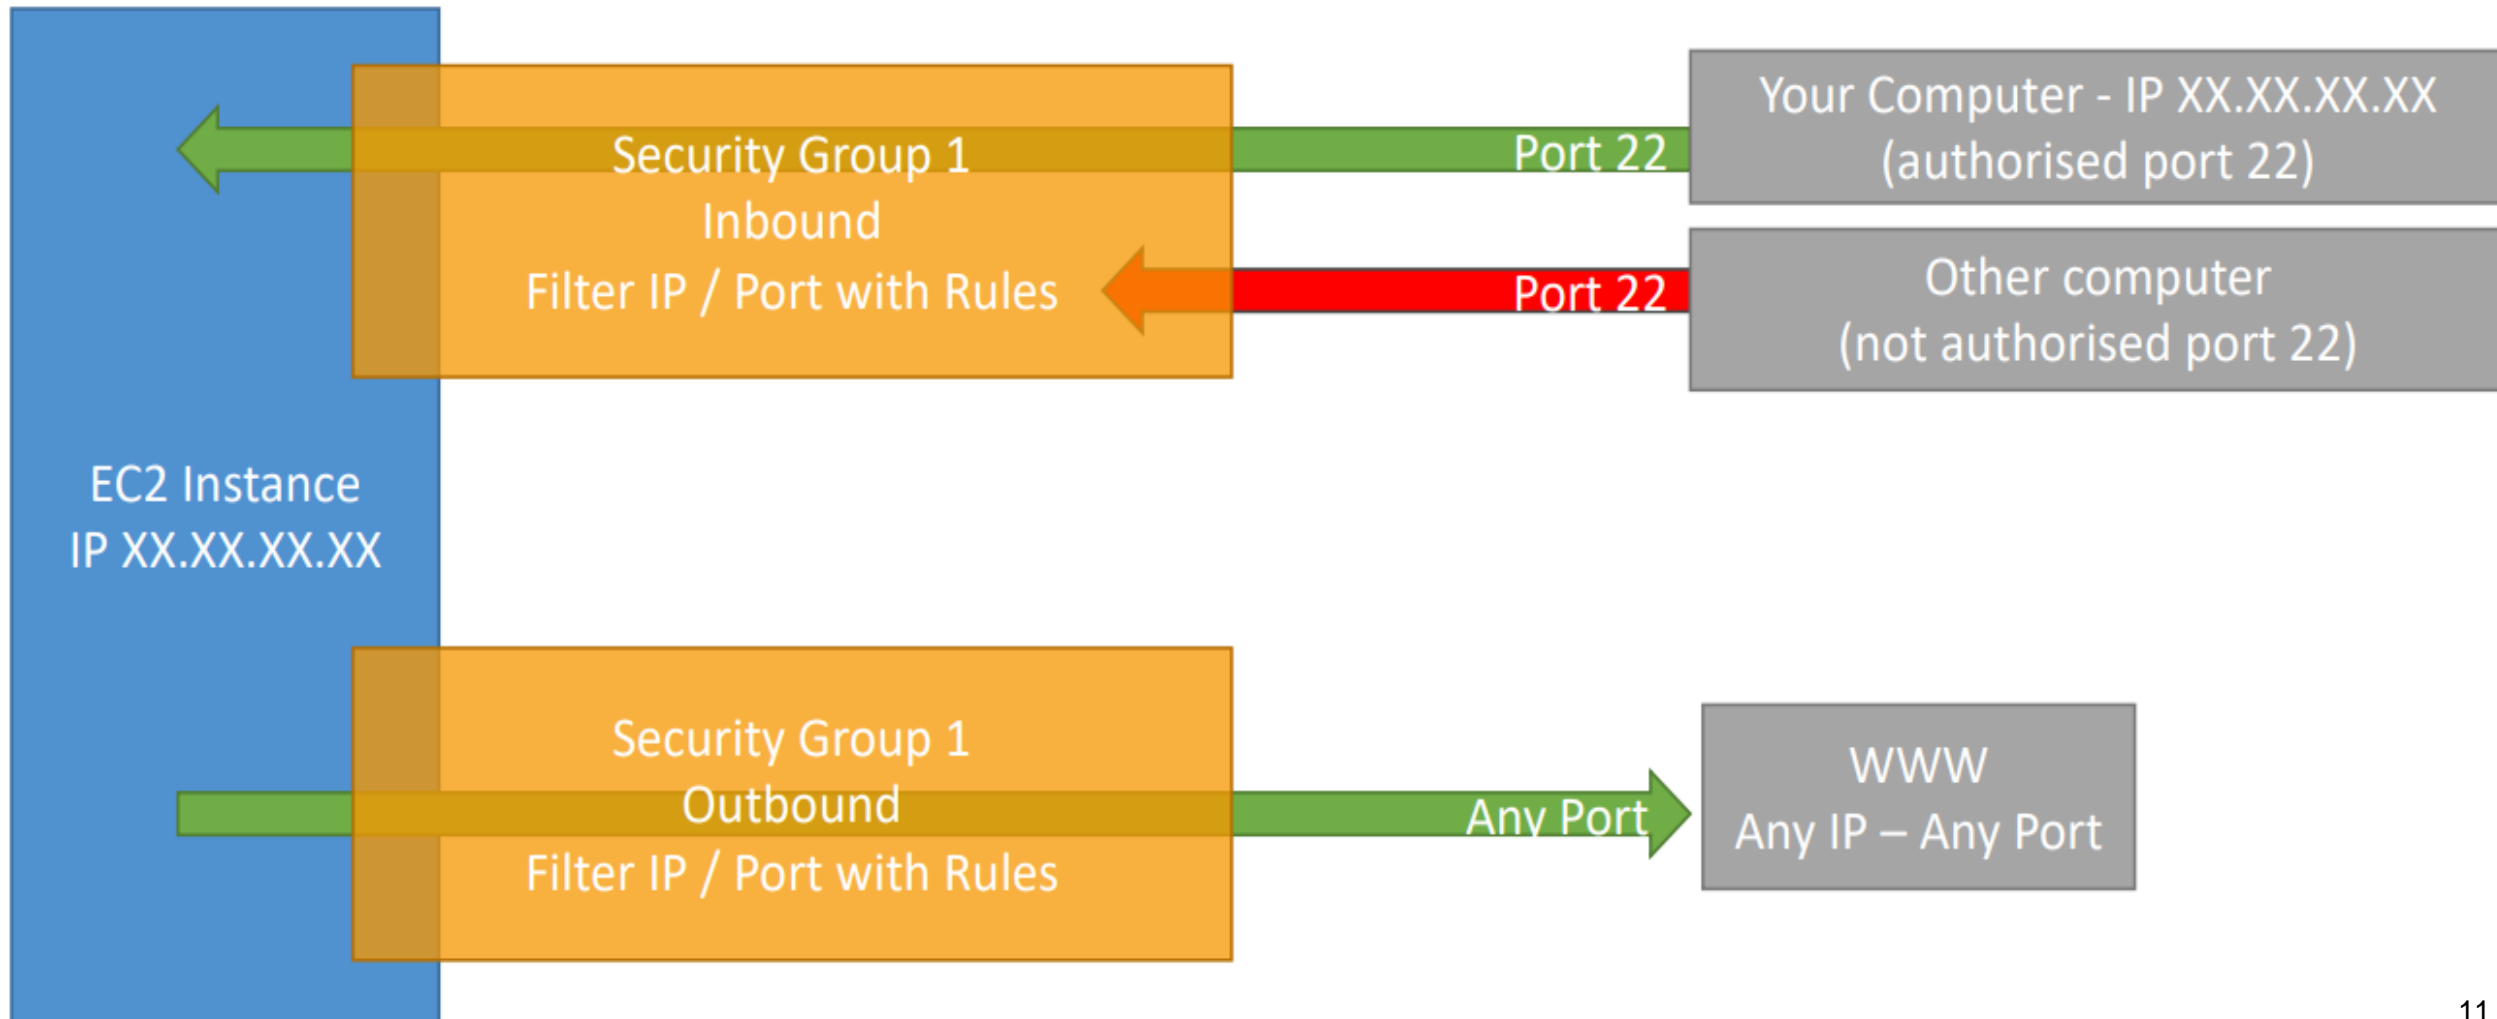 Your Computer - IP XX.XX.XX.XX
(authorised port 22)
Port 22
Security Group 1
Inbound
Filter IP / Port with Rules
Port 22
Other computer
(not authorised port 22)
EC2 Instance
IP XX.XX.XX.XX
Security Group 1
Outbound
Filter IP / Port with Rules
Any Port
WWW
Any IP – Any Port
11